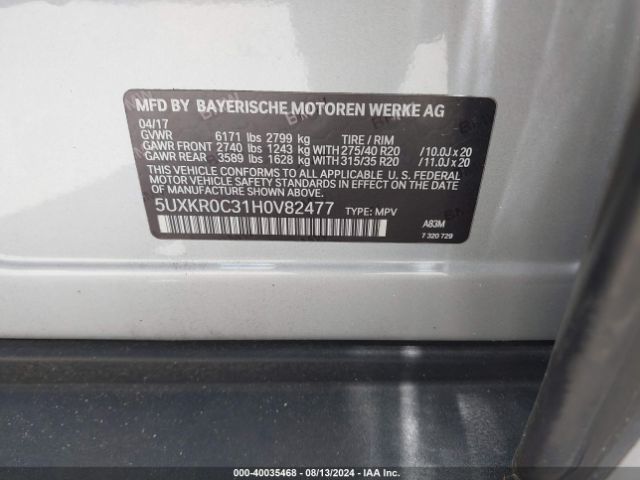 MFD BY BAYERISCHE MOTOREN WERKE AG
04/17
GVWR 6171 lbs 2799 kg TIRE / RIM
GAWR FRONT 2740 lbs 1243 kg WITH 275/40 R20 /10.0J x 20
GAWR REAR 3589 lbs 1628 kg WITH 315/35 R20 /11.0J x 20
THIS VEHICLE CONFORMS TO ALL APPLICABLE U.S. FEDERAL
MOTOR VEHICLE SAFETY STANDARDS IN EFFECT ON THE DATE
OF MANUFACTURE SHOWN ABOVE.
5UXKR0C31H0V82477 TYPE: MPV
A83M
7 320 729
000-40035468 - 08/13/2024 - IAA Inc.